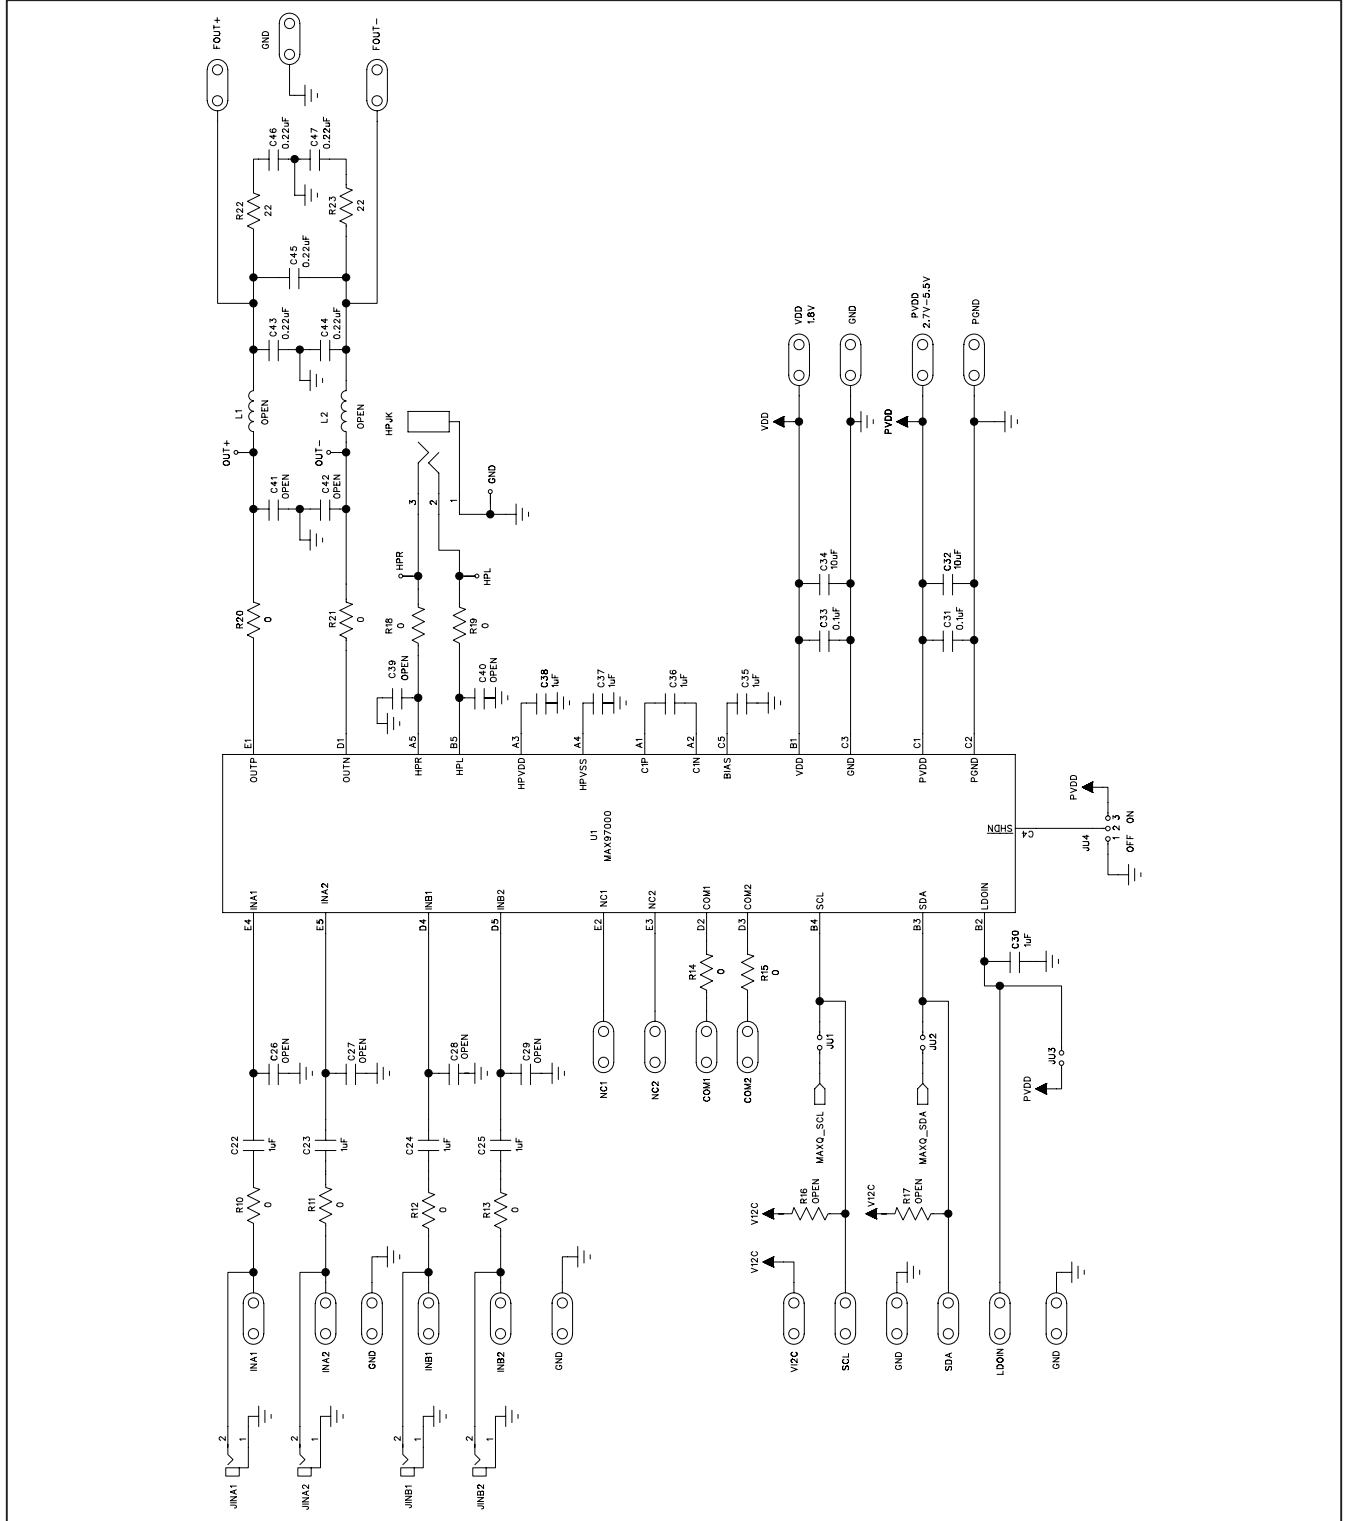 FOUT+
GND
FOUT-
C46
0.22uF
C47
0.22uF
R22
22
R23
22
C45
0.22uF
C43
0.22uF
C44
0.22uF
L1
OPEN
L2
OPEN
OUT+
OUT-
C41
OPEN
C42
OPEN
R20
0
R21
0
HPJK
3
2
1
GND
HPR
HPL
R18
0
R19
0
C39
OPEN
C40
OPEN
C38
1uF
C37
1uF
C36
1uF
C35
1uF
VDD
1.8V
GND
PVDD
2.7V-5.5V
PGND
VDD
PVDD
C34
10uF
C33
0.1uF
C32
10uF
C31
0.1uF
E1
D1
A5
B5
A3
A4
A1
A2
C5
B1
C3
C1
C2
OUTP
OUTN
HPR
HPL
HPVDD
HPVSS
C1P
C1N
BIAS
VDD
GND
PVDD
PGND
U1
MAX97000
SHDN
C4
PVDD
JU4
1 2 3
OFF ON
INA1
INA2
INB1
INB2
NC1
NC2
COM1
COM2
SCL
SDA
LDOIN
E4
E5
D4
D5
E2
E3
D2
D3
B4
B3
B2
R14
0
R15
0
C30
1uF
C26
OPEN
C27
OPEN
C28
OPEN
C29
OPEN
NC1
NC2
COM1
COM2
JU1
JU2
JU3
PVDD
MAXQ_SCL
MAXQ_SDA
C22
1uF
C23
1uF
C24
1uF
C25
1uF
R10
0
R11
0
R12
0
R13
0
R16
OPEN
R17
OPEN
V12C
V12C
V12C
INA1
INA2
GND
INB1
INB2
GND
VI2C
SCL
GND
SDA
LDOIN
GND
2
1
2
1
2
1
2
1
JINA1
JINA2
JINB1
JINB2